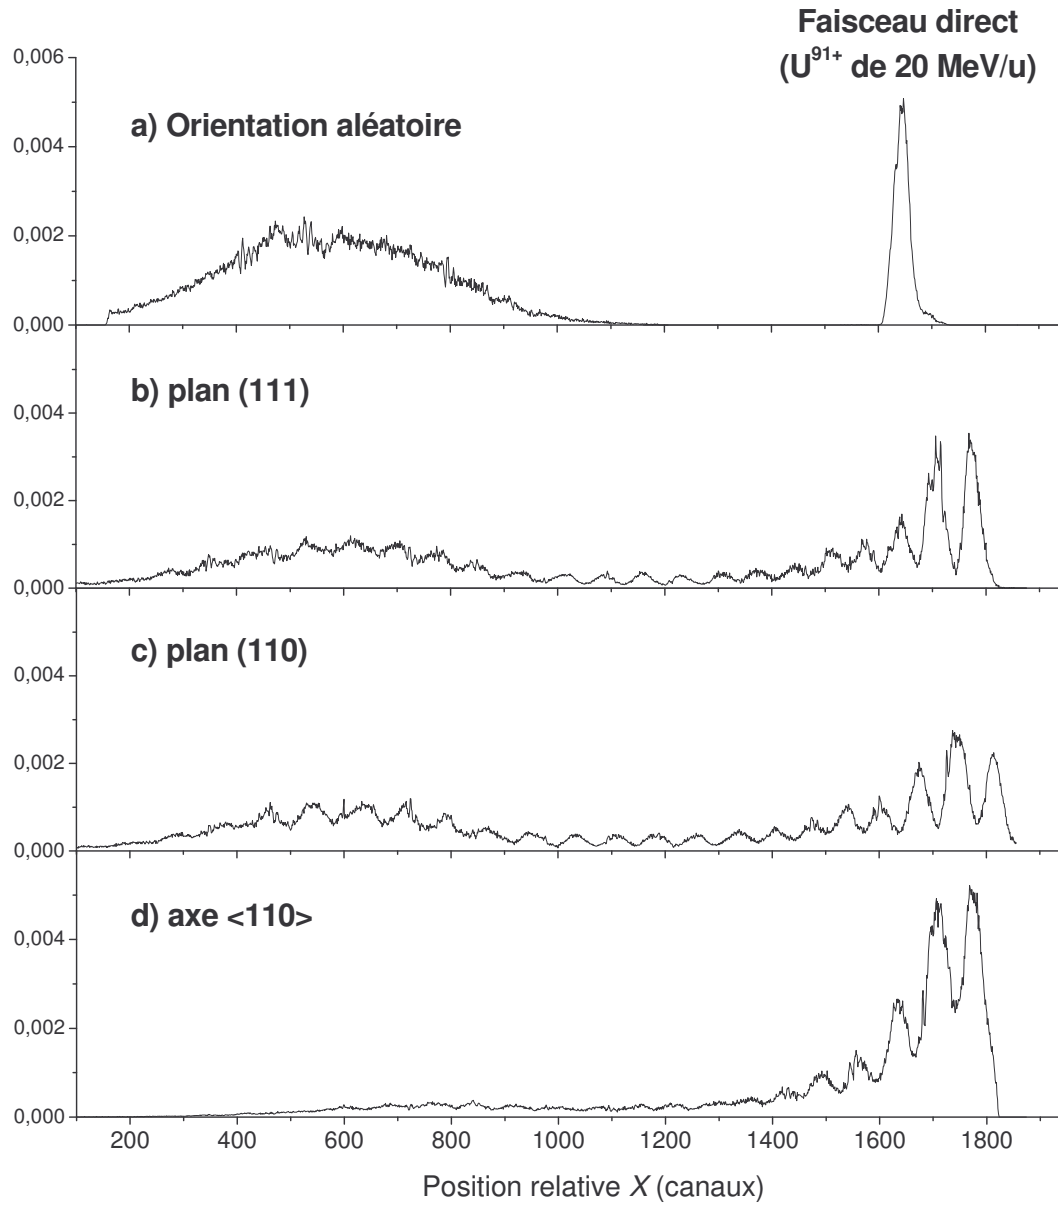 Faisceau direct
(U91+ de 20 MeV/u)
0,006
a) Orientation aléatoire
0,004
0,002
0,000
b) plan (111)
0,004
0,002
0,000
c) plan (110)
0,004
0,002
0,000
d) axe <110>
0,004
0,002
0,000
200 400 600 800 1000 1200 1400 1600 1800
Position relative X (canaux)